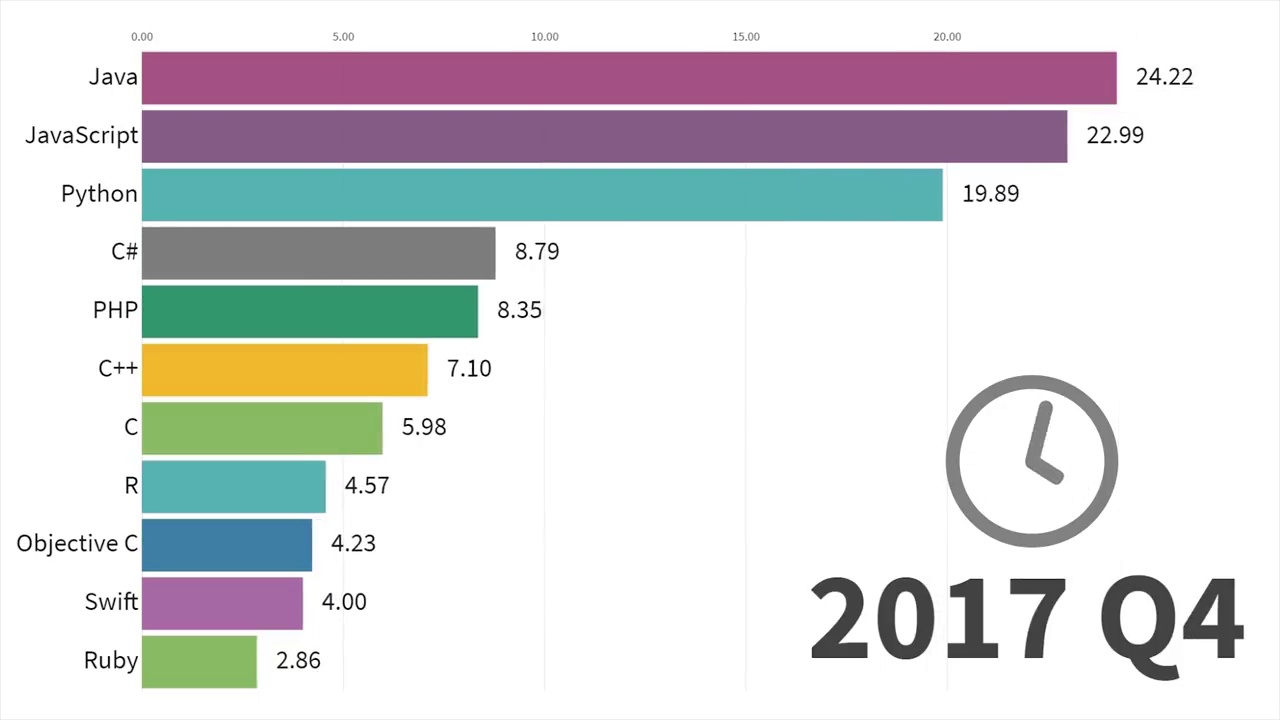 0.00 5.00 10.00 15.00 20.00
Java 24.22
JavaScript 22.99
Python 19.89
C# 8.79
PHP 8.35
C++ 7.10
C 5.98
R 4.57
Objective C 4.23
Swift 4.00
Ruby 2.86
2017 Q4